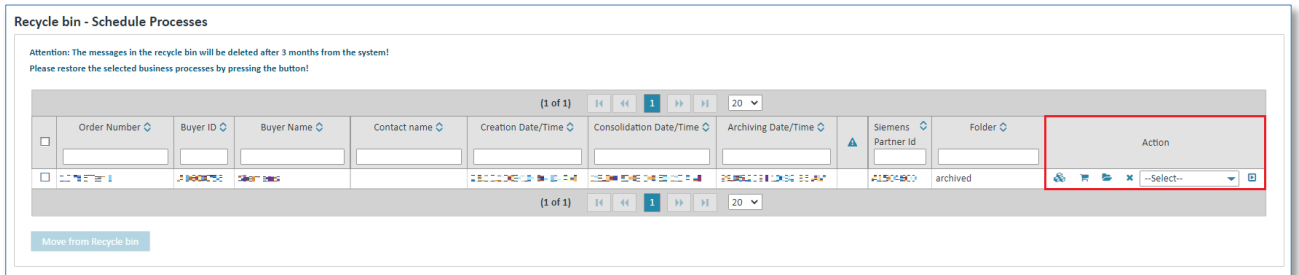 Recycle bin - Schedule Processes
Attention: The messages in the recycle bin will be deleted after 3 months from the system!
Please restore the selected business processes by pressing the button!
(1 of 1) 1 20
Order Number Buyer ID Buyer Name Contact name Creation Date/Time Consolidation Date/Time Archiving Date/Time Siemens Folder Action
Partner Id
archived --Select--
(1 of 1) 1 20
Move from Recycle bin